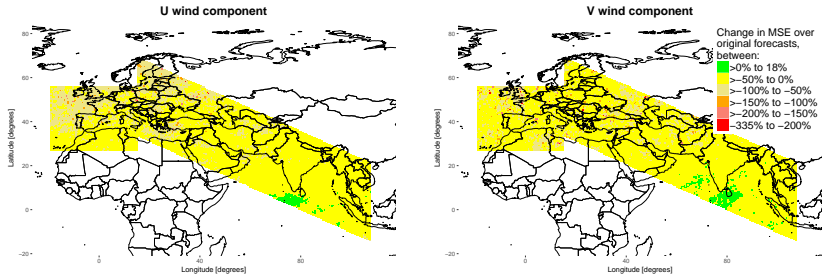 U wind component
V wind component
Change in MSE over
original forecasts,
between:
>0% to 18%
>−50% to 0%
>−100% to −50%
>−150% to −100%
>−200% to −150%
−335% to −200%
Latitude [degrees]
80
60
40
20
0
−20
0
40
80
Longitude [degrees]
Latitude [degrees]
80
60
40
20
0
−20
0
40
80
Longitude [degrees]